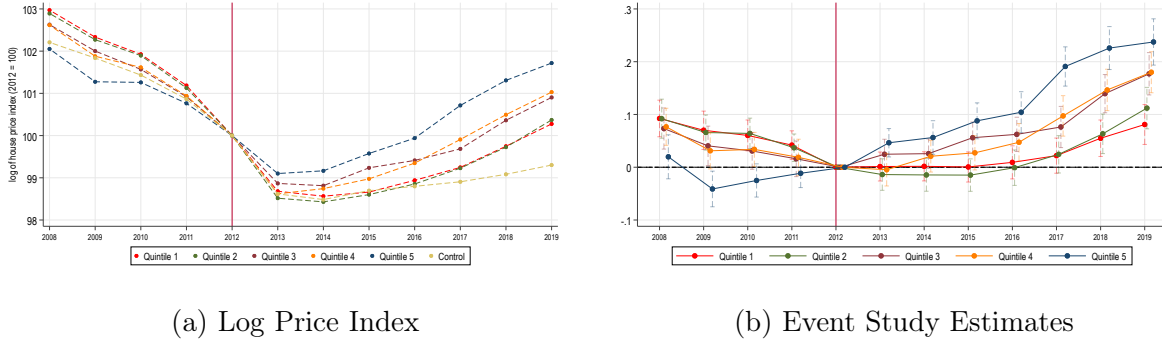 log of house price index (2012 = 100)
103
102
101
100
99
98
2008 2009 2010 2011 2012 2013 2014 2015 2016 2017 2018 2019
Quintile 1 Quintile 2 Quintile 3 Quintile 4 Quintile 5 Control
(a) Log Price Index
.3
.2
.1
0
-.1
2008 2009 2010 2011 2012 2013 2014 2015 2016 2017 2018 2019
Quintile 1 Quintile 2 Quintile 3 Quintile 4 Quintile 5
(b) Event Study Estimates